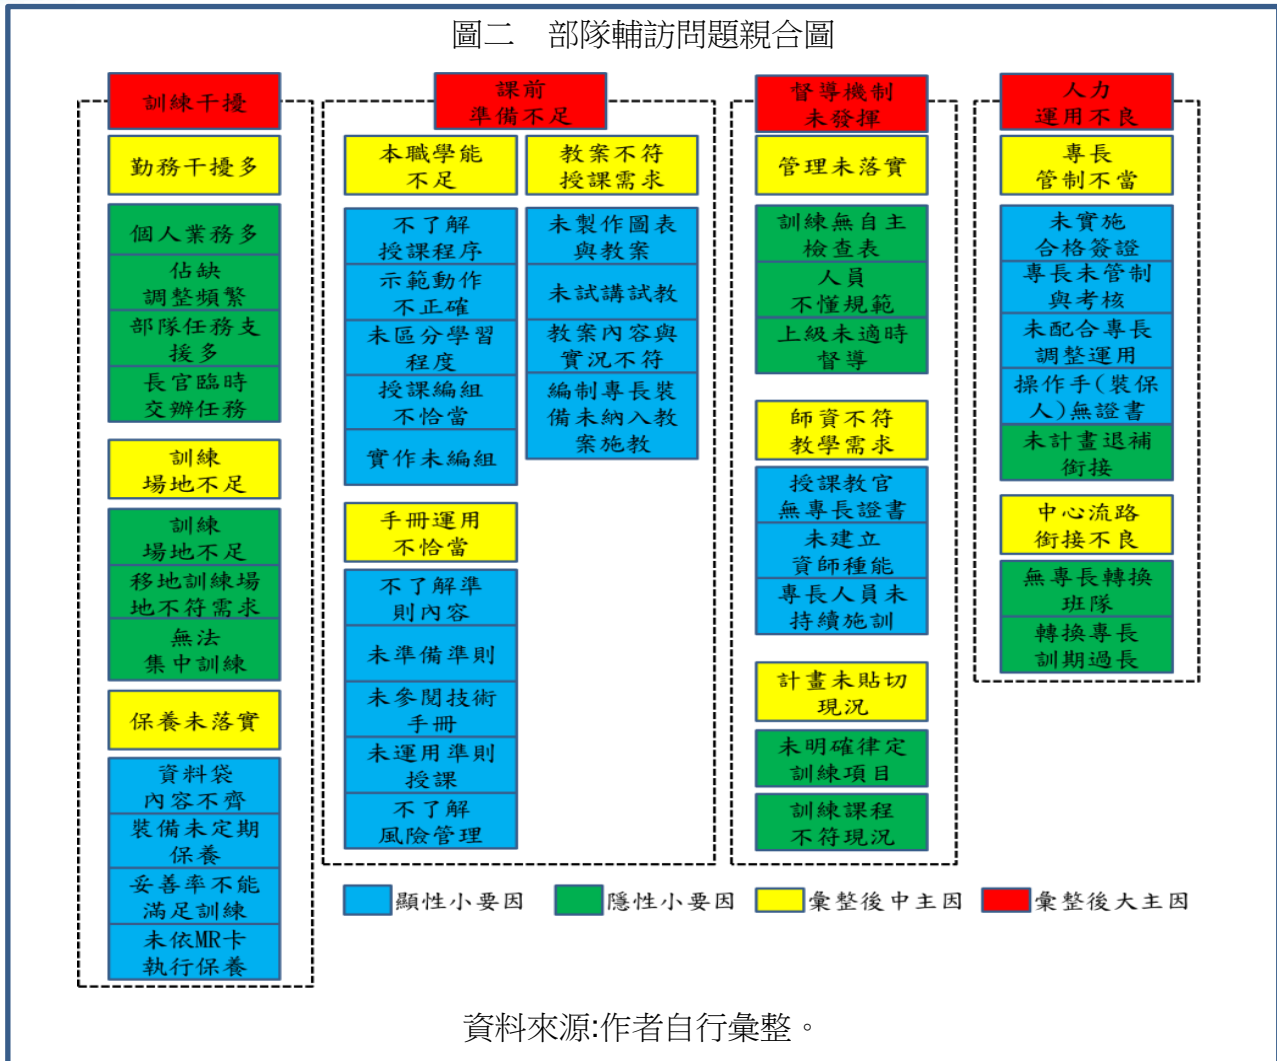 圖二　部隊輔訪問題親合圖
訓練干擾
勤務干擾多
個人業務多
佔缺
調整頻繁
部隊任務支
援多
長官臨時
交辦任務
訓練
場地不足
訓練
場地不足
移地訓練場
地不符需求
無法
集中訓練
保養未落實
資料袋
內容不齊
裝備未定期
保養
妥善率不能
滿足訓練
未依MR卡
執行保養
課前
準備不足
本職學能
不足
不了解
授課程序
示範動作
不正確
未區分學習
程度
授課編組
不恰當
實作未編組
手冊運用
不恰當
不了解準
則內容
未準備準則
未參閱技術
手冊
未運用準則
授課
不了解
風險管理
教案不符
授課需求
未製作圖表
與教案
未試講試教
教案內容與
實況不符
編制專長裝
備未納入教
案施教
督導機制
未發揮
管理未落實
訓練無自主
檢查表
人員
不懂規範
上級未適時
督導
師資不符
教學需求
授課教官
無專長證書
未建立
資師種能
專長人員未
持續施訓
計畫未貼切
現況
未明確律定
訓練項目
訓練課程
不符現況
人力
運用不良
專長
管制不當
未實施
合格簽證
專長未管制
與考核
未配合專長
調整運用
操作手(裝保
人)無證書
未計畫退補
銜接
中心流路
銜接不良
無專長轉換
班隊
轉換專長
訓期過長
顯性小要因
隱性小要因
彙整後中主因
彙整後大主因
資料來源:作者自行彙整。